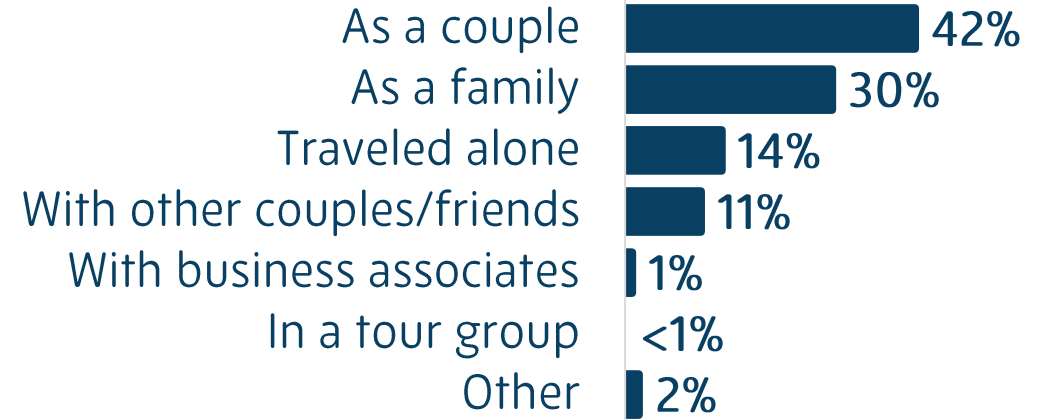 As a couple 42%
As a family 30%
Traveled alone 14%
With other couples/friends 11%
With business associates 1%
In a tour group <1%
Other 2%